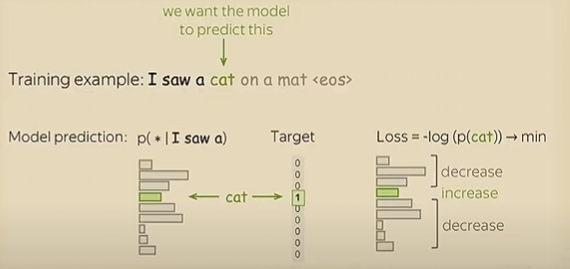 we want the model
to predict this
Training example: I saw a cat on a mat <eos>
Model prediction: p( * | I saw a)
Target
Loss = -log (p(cat)) → min
0
0
0
1
0
0
0
0
0
cat
decrease
increase
decrease